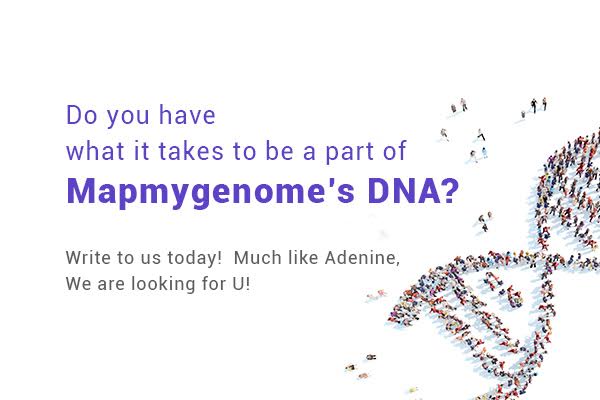 Do you have
what it takes to be a part of
Mapmygenome's DNA?
Write to us today!  Much like Adenine,
We are looking for U!